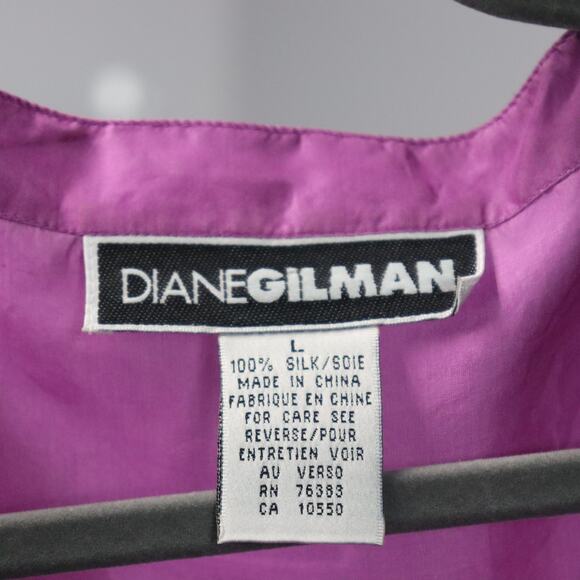 DIANEGILMAN
L
100% SILK/SOIE
MADE IN CHINA
FABRIQUE EN CHINE
FOR CARE SEE
REVERSE/POUR
ENTRETIEN VOIR
AU VERSO
RN 76383
CA 10550